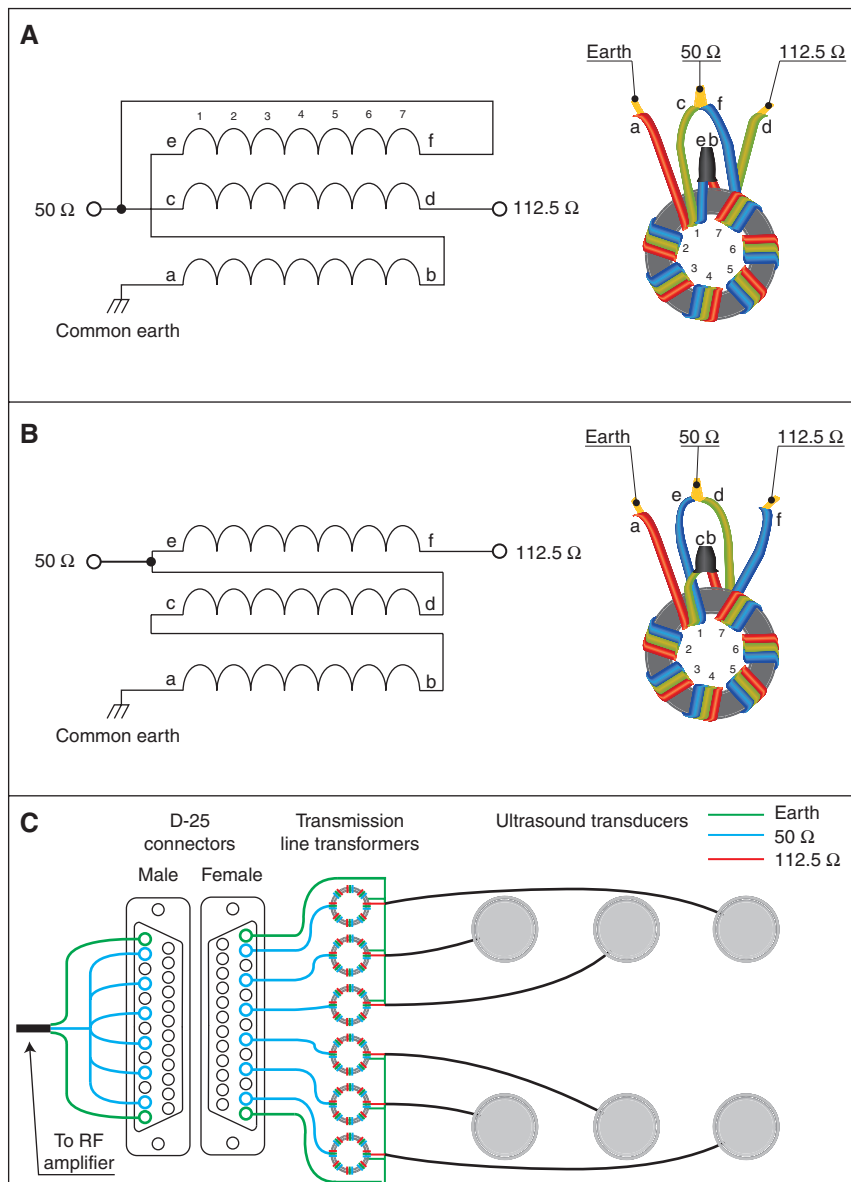 A
Earth 50 Ω 112.5 Ω
1 2 3 4 5 6 7
e f
c d
50 Ω 112.5 Ω
a b
Common earth
c f
a e b d
1 7
2 6
3 4 5
B
Earth 50 Ω 112.5 Ω
e f
50 Ω 112.5 Ω
c d
a b
Common earth
e d
a c b f
1 7
2 6
3 4 5
C
D-25 connectors
Male Female
Transmission
line transformers
Ultrasound transducers
Earth
50 Ω
112.5 Ω
To RF
amplifier